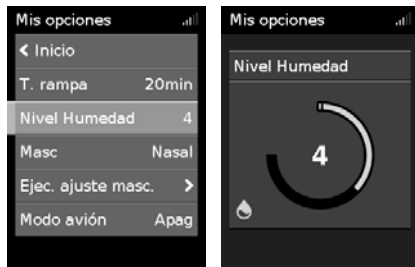 Mis opciones
Inicio
T. rampa 20min
Nivel Humedad 4
Masc Nasal
Ejec. ajuste masc.
Modo avión Apag
Mis opciones
Nivel Humedad
4